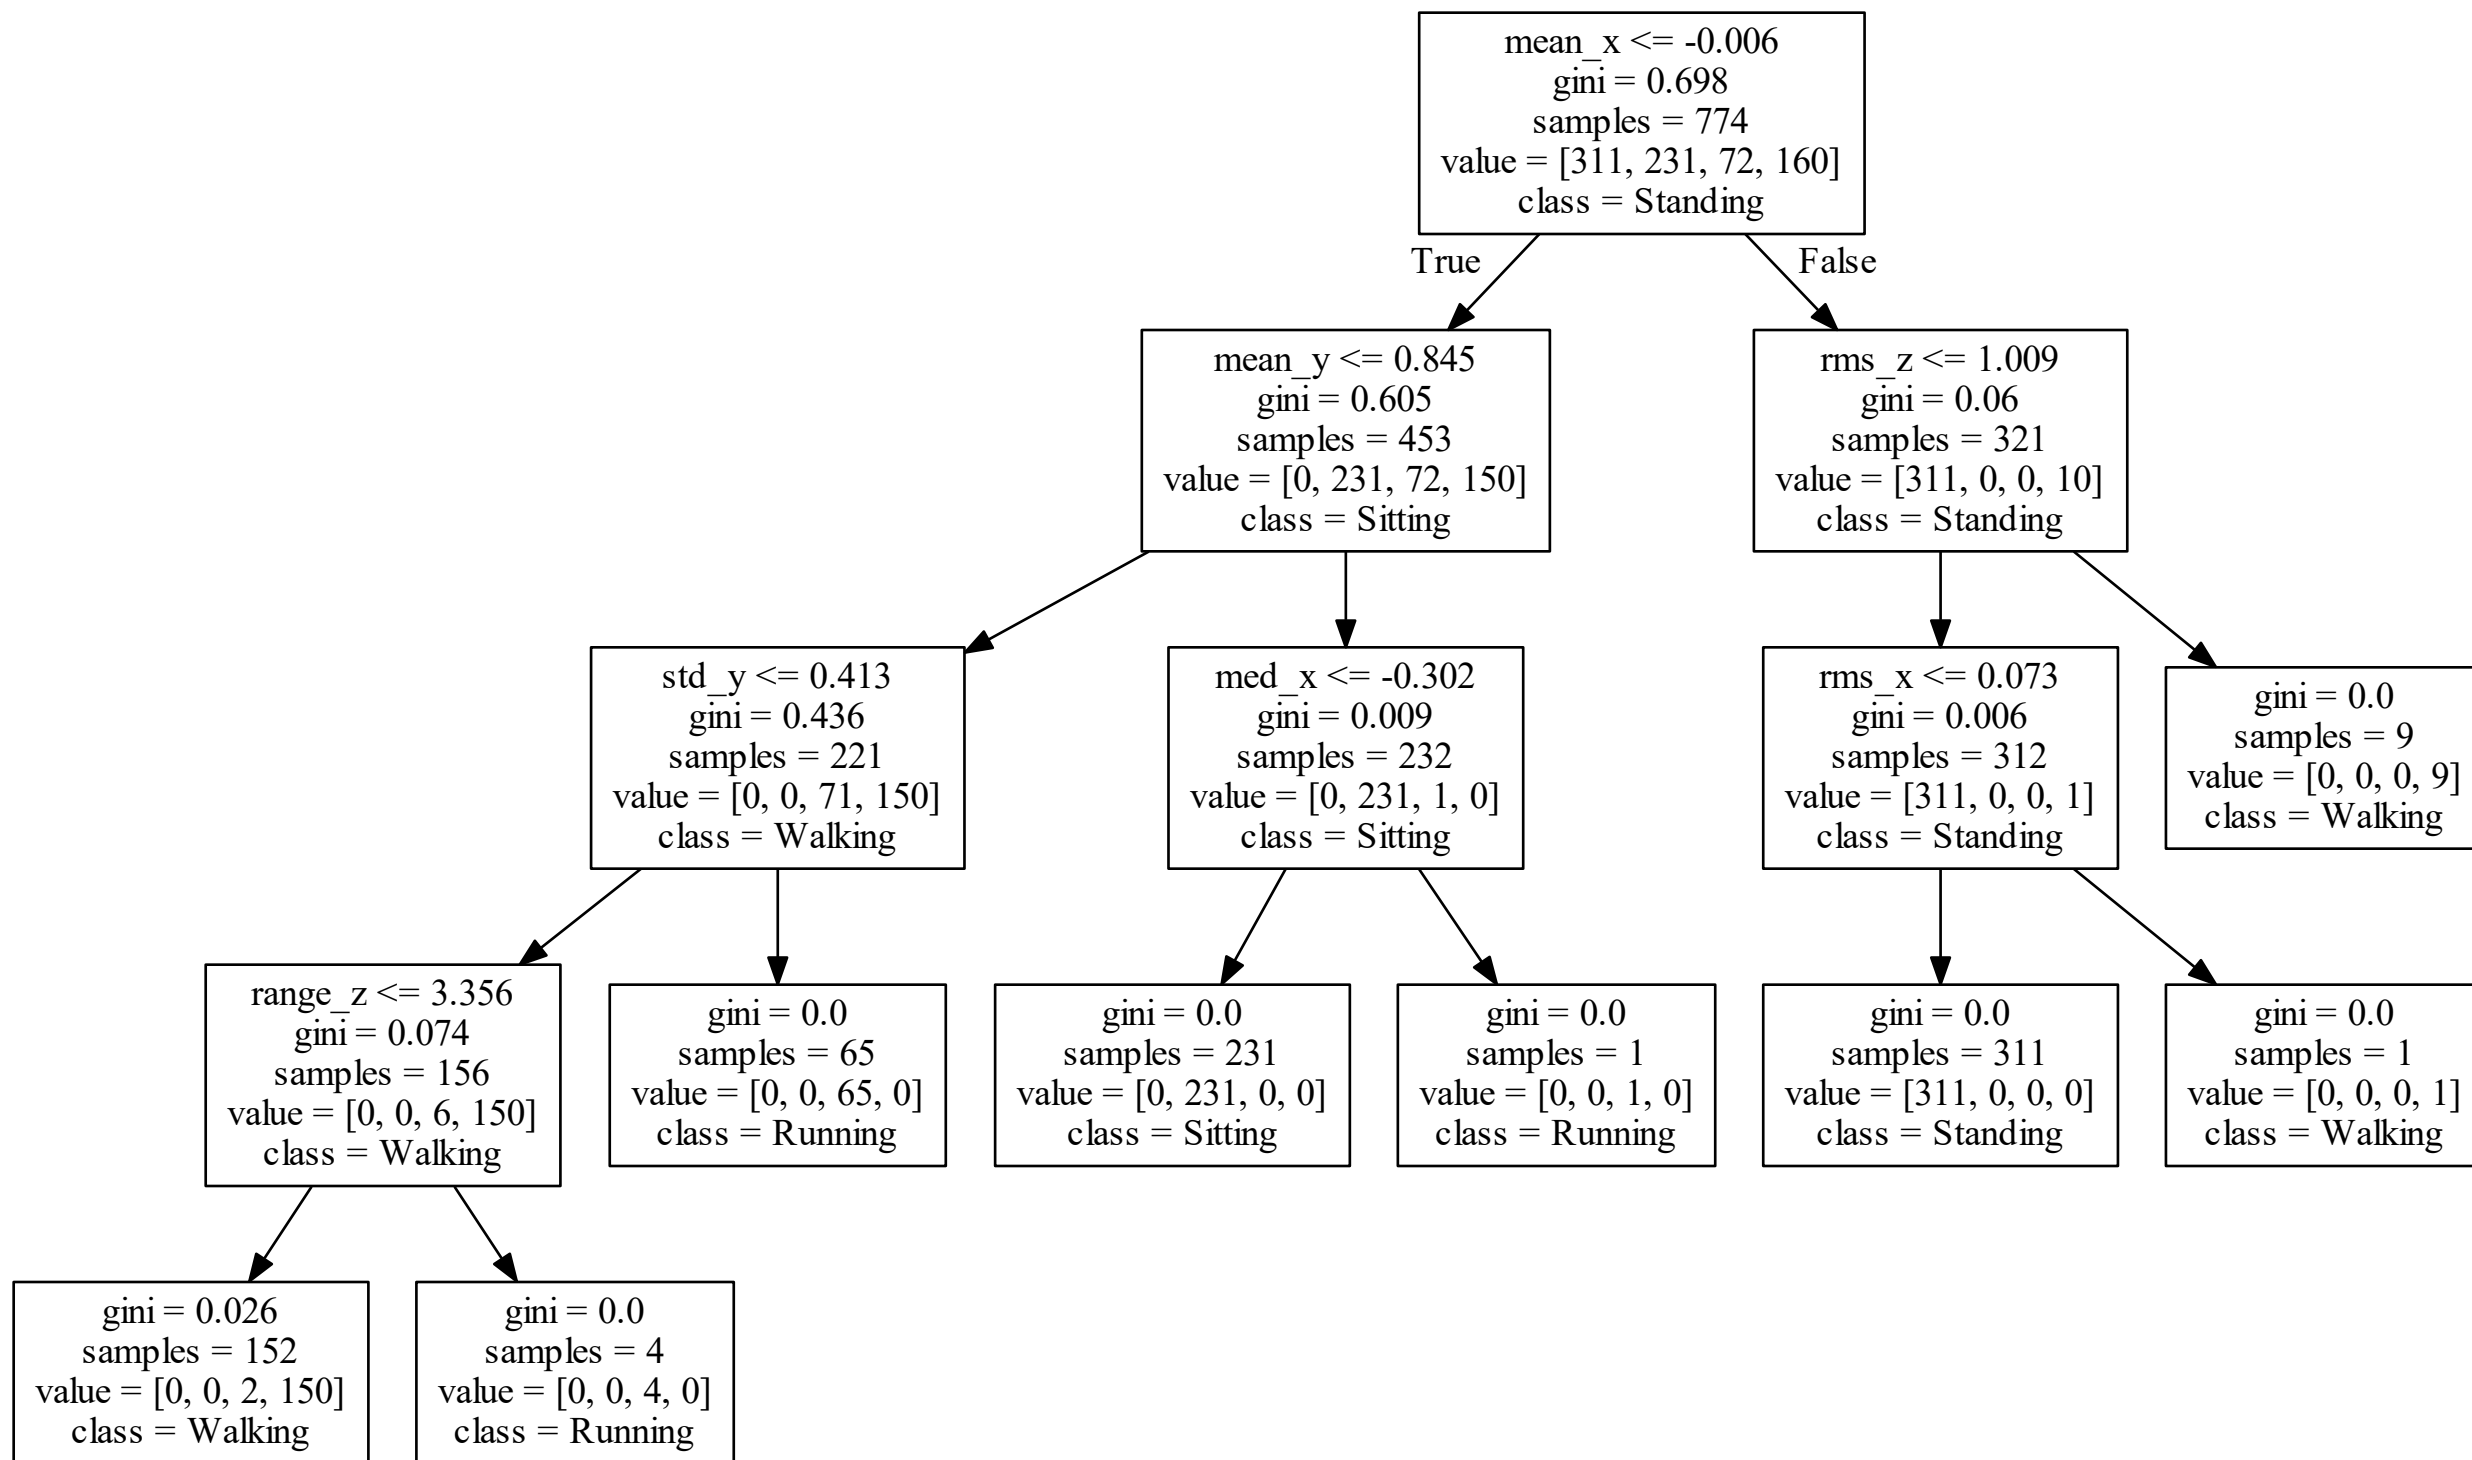 mean_x <= -0.006
gini = 0.698
samples = 774
value = [311, 231, 72, 160]
class = Standing
True
False
mean_y <= 0.845
gini = 0.605
samples = 453
value = [0, 231, 72, 150]
class = Sitting
rms_z <= 1.009
gini = 0.06
samples = 321
value = [311, 0, 0, 10]
class = Standing
std_y <= 0.413
gini = 0.436
samples = 221
value = [0, 0, 71, 150]
class = Walking
med_x <= -0.302
gini = 0.009
samples = 232
value = [0, 231, 1, 0]
class = Sitting
rms_x <= 0.073
gini = 0.006
samples = 312
value = [311, 0, 0, 1]
class = Standing
gini = 0.0
samples = 9
value = [0, 0, 0, 9]
class = Walking
range_z <= 3.356
gini = 0.074
samples = 156
value = [0, 0, 6, 150]
class = Walking
gini = 0.0
samples = 65
value = [0, 0, 65, 0]
class = Running
gini = 0.0
samples = 231
value = [0, 231, 0, 0]
class = Sitting
gini = 0.0
samples = 1
value = [0, 0, 1, 0]
class = Running
gini = 0.0
samples = 311
value = [311, 0, 0, 0]
class = Standing
gini = 0.0
samples = 1
value = [0, 0, 0, 1]
class = Walking
gini = 0.026
samples = 152
value = [0, 0, 2, 150]
class = Walking
gini = 0.0
samples = 4
value = [0, 0, 4, 0]
class = Running